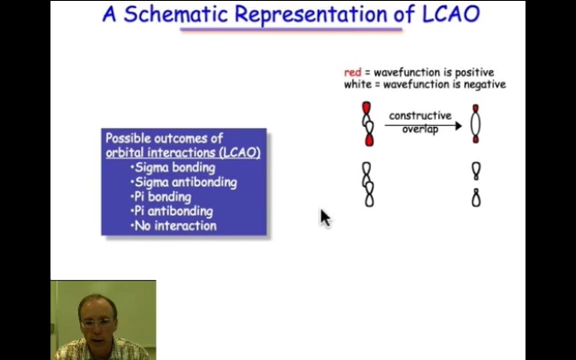 A Schematic Representation of LCAO
red = wavefunction is positive
white = wavefunction is negative
constructive
overlap
Possible outcomes of
orbital interactions (LCAO)
•Sigma bonding
•Sigma antibonding
•Pi bonding
•Pi antibonding
•No interaction